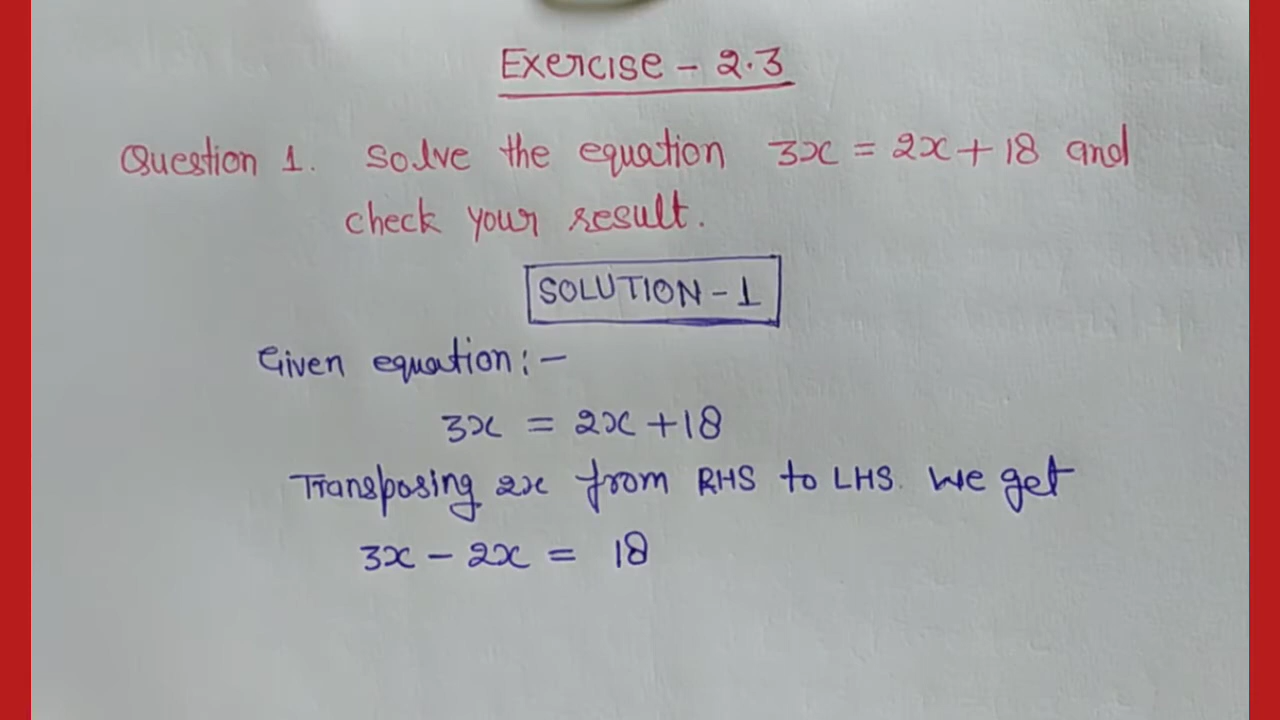 Exercise - 2.3
Question 1. Solve the equation 3x = 2x + 18 and
check your result.
SOLUTION - 1
Given equation : -
3x = 2x + 18
Transposing 2x from RHS to LHS. We get
3x - 2x = 18